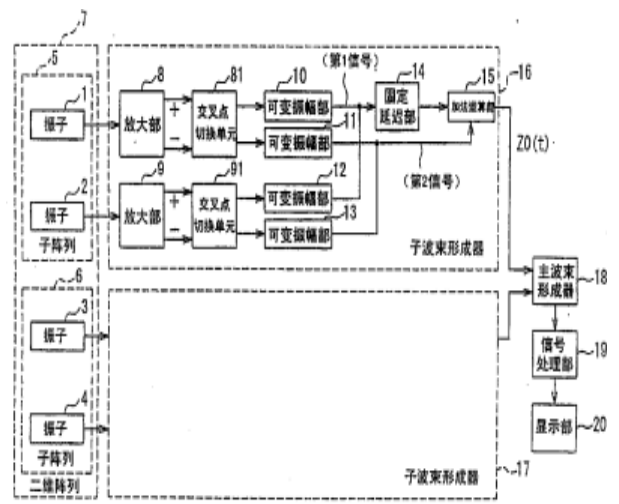 7
5
1
振子
2
振子
子阵列
6
3
振子
4
振子
子阵列
二维阵列
8
放大部
+
−
81
交叉点
切换单元
10
可变振幅部
11
可变振幅部
(第1信号)
14
固定
延迟部
15
加法运算部
16
Z0(t)
(第2信号)
9
放大部
+
−
91
交叉点
切换单元
12
可变振幅部
13
可变振幅部
子波束形成器
主波束
形成器
18
信号
处理部
19
显示部
20
子波束形成器
17